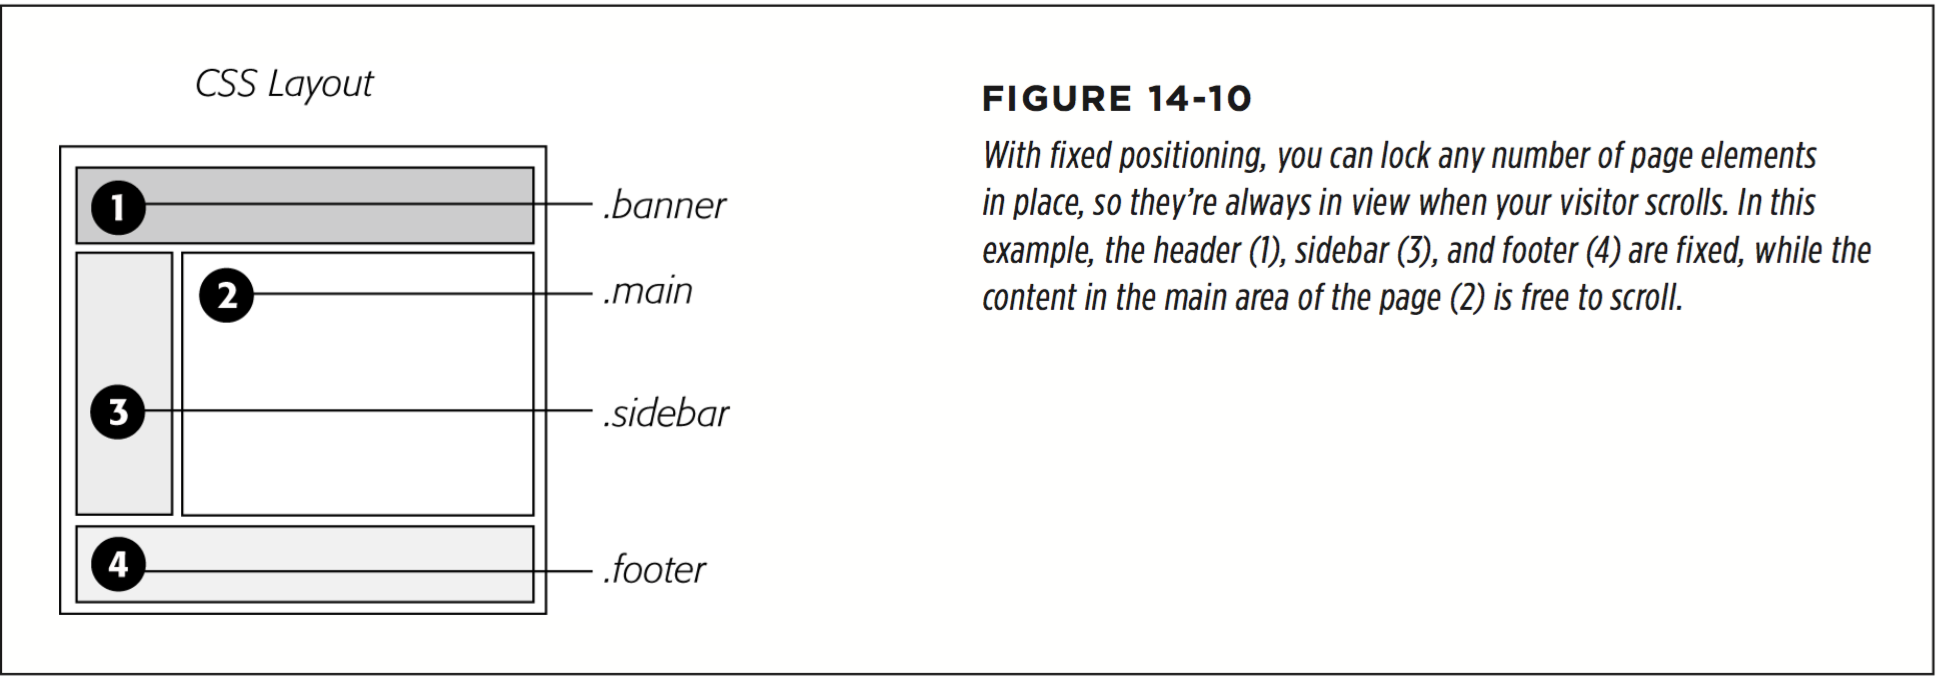 CSS Layout
1
.banner
2
.main
3
.sidebar
4
.footer
FIGURE 14-10
With fixed positioning, you can lock any number of page elements
in place, so they’re always in view when your visitor scrolls. In this
example, the header (1), sidebar (3), and footer (4) are fixed, while the
content in the main area of the page (2) is free to scroll.